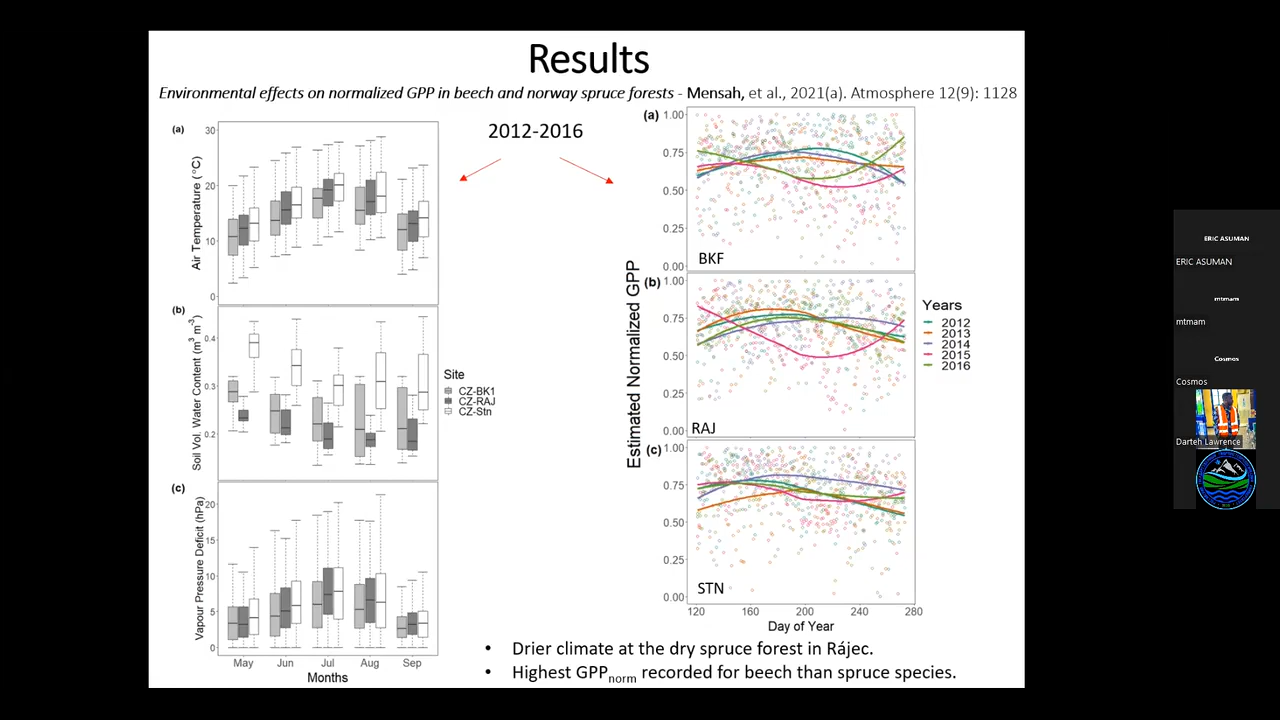 Results
Environmental effects on normalized GPP in beech and norway spruce forests - Mensah, et al., 2021(a). Atmosphere 12(9): 1128
2012-2016
(a)
30
20
10
0
Air Temperature (°C)
(b)
0.4
0.3
0.2
Soil Vol. Water Content (m³ m⁻³)
(c)
20
15
10
5
0
Vapour Pressure Deficit (hPa)
May Jun Jul Aug Sep
Months
Site
CZ-BK1
CZ-RAJ
CZ-Stn
(a)
1.00
0.75
0.50
0.25
0.00
BKF
(b)
1.00
0.75
0.50
0.25
0.00
RAJ
(c)
1.00
0.75
0.50
0.25
0.00
STN
Estimated Normalized GPP
120 160 200 240 280
Day of Year
Years
2012
2013
2014
2015
2016
• Drier climate at the dry spruce forest in Rájec.
• Highest GPPnorm recorded for beech than spruce species.
ERIC ASUMAN
ERIC ASUMAN
mtmam
mtmam
Cosmos
Cosmos
Darteh Lawrence